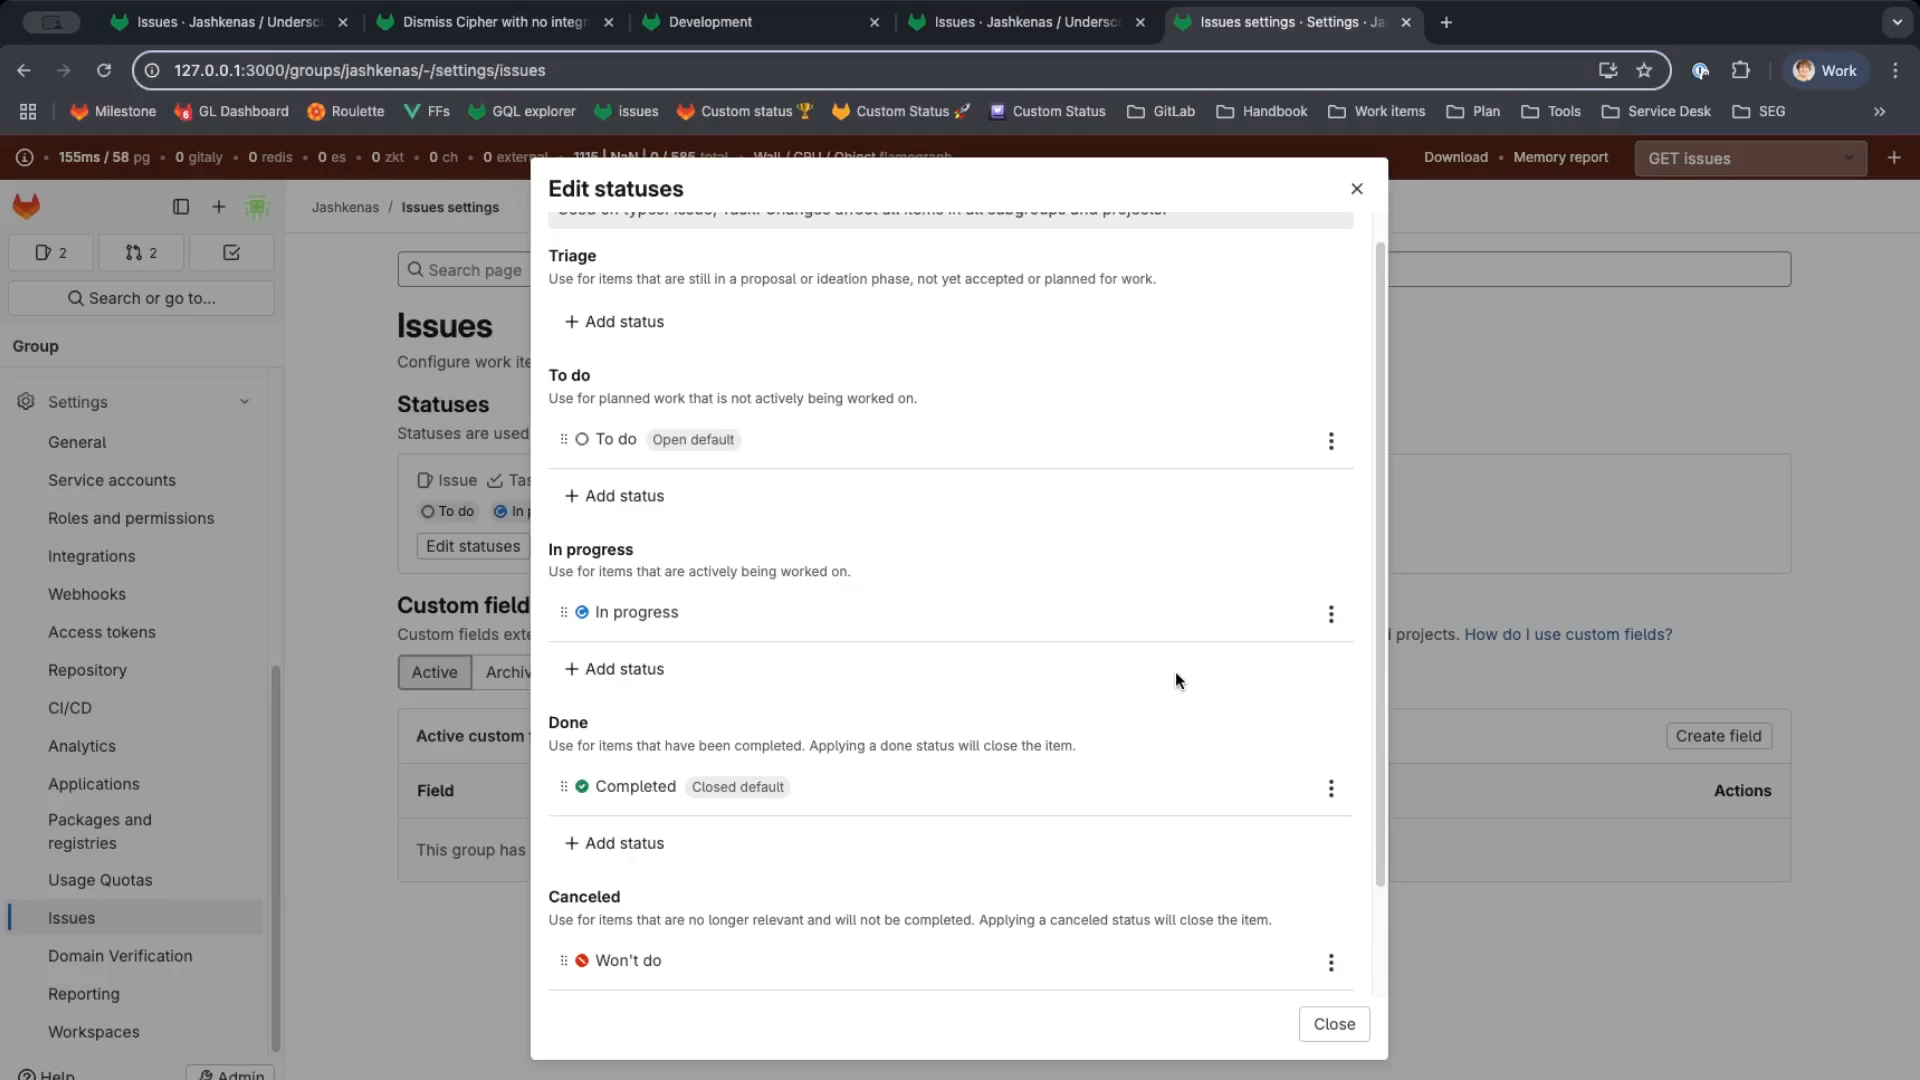 Issues · Jashkenas / Undersc
Dismiss Cipher with no integr
Development
Issues · Jashkenas / Undersc
Issues settings · Settings · Ja
127.0.0.1:3000/groups/jashkenas/-/settings/issues
Work
Milestone
GL Dashboard
Roulette
FFs
GQL explorer
issues
Custom status 🏆
Custom Status 🚀
Custom Status
GitLab
Handbook
Work items
Plan
Tools
Service Desk
SEG
155ms / 58 pg • 0 gitaly • 0 redis • 0 es • 0 zkt • 0 ch • 0 external
Download • Memory report
GET issues
Jashkenas / Issues settings
2
2
Search or go to...
Group
Settings
General
Service accounts
Roles and permissions
Integrations
Webhooks
Access tokens
Repository
CI/CD
Analytics
Applications
Packages and
registries
Usage Quotas
Issues
Domain Verification
Reporting
Workspaces
Help
Admin
Search page
Issues
Configure work ite
Statuses
Statuses are used
Issue
Tas
To do
In p
Edit statuses
Custom field
Custom fields exte
projects. How do I use custom fields?
Active
Archiv
Active custom
Create field
Field
Actions
This group has
Edit statuses
Used on types: Issue, Task. Changes affect all items in all subgroups and projects.
Triage
Use for items that are still in a proposal or ideation phase, not yet accepted or planned for work.
+ Add status
To do
Use for planned work that is not actively being worked on.
To do
Open default
+ Add status
In progress
Use for items that are actively being worked on.
In progress
+ Add status
Done
Use for items that have been completed. Applying a done status will close the item.
Completed
Closed default
+ Add status
Canceled
Use for items that are no longer relevant and will not be completed. Applying a canceled status will close the item.
Won't do
Close